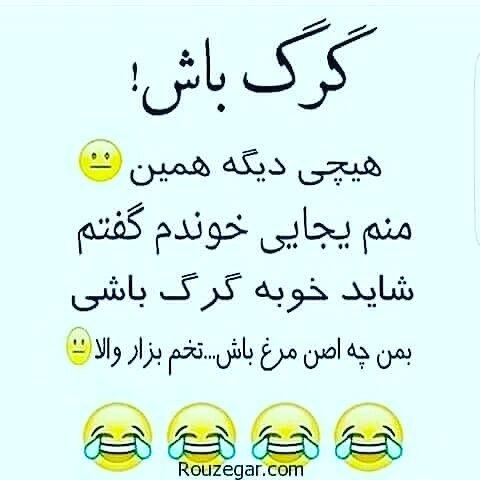 گرگ باش!
هیچی دیگه همین 😐
منم یجایی خوندم گفتم
شاید خوبه گرگ باشی
بمن چه اصن مرغ باش...تخم بزار والا😐
😂😂😂😂
Rouzegar.com